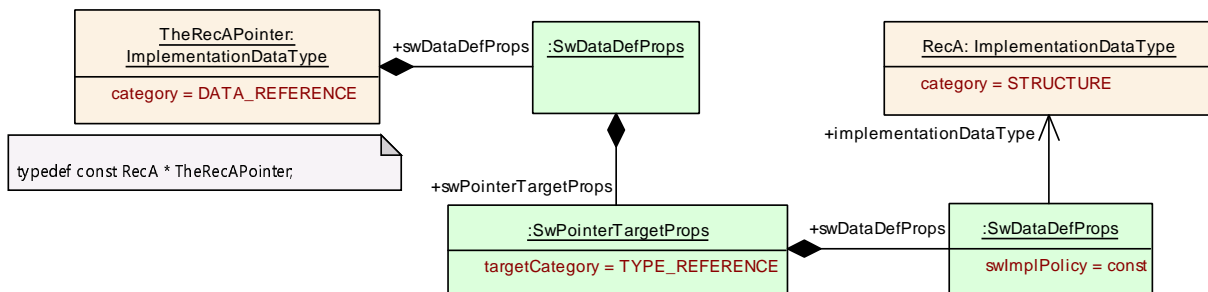 TheRecAPointer:
ImplementationDataType
category = DATA_REFERENCE
+swDataDefProps
:SwDataDefProps
RecA: ImplementationDataType
category = STRUCTURE
+implementationDataType
typedef const RecA * TheRecAPointer;
+swPointerTargetProps
:SwPointerTargetProps
targetCategory = TYPE_REFERENCE
+swDataDefProps
:SwDataDefProps
swImplPolicy = const